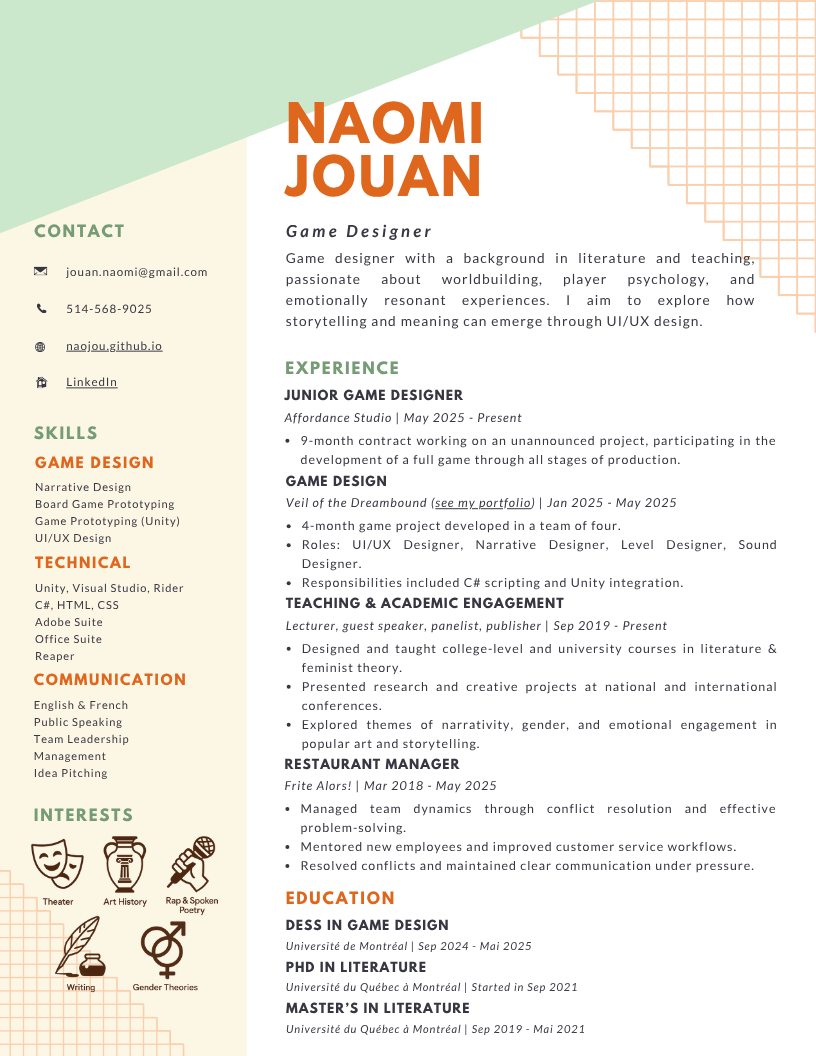 NAOMI
JOUAN
CONTACT
jouan.naomi@gmail.com
514-568-9025
naojou.github.io
LinkedIn
SKILLS
GAME DESIGN
Narrative Design
Board Game Prototyping
Game Prototyping (Unity)
UI/UX Design
TECHNICAL
Unity, Visual Studio, Rider
C#, HTML, CSS
Adobe Suite
Office Suite
Reaper
COMMUNICATION
English & French
Public Speaking
Team Leadership
Management
Idea Pitching
INTERESTS
Theater
Art History
Rap & Spoken
Poetry
Writing
Gender Theories
Game Designer
Game designer with a background in literature and teaching,
passionate about worldbuilding, player psychology, and
emotionally resonant experiences. I aim to explore how
storytelling and meaning can emerge through UI/UX design.
EXPERIENCE
JUNIOR GAME DESIGNER
Affordance Studio | May 2025 - Present
• 9-month contract working on an unannounced project, participating in the
development of a full game through all stages of production.
GAME DESIGN
Veil of the Dreambound (see my portfolio) | Jan 2025 - May 2025
• 4-month game project developed in a team of four.
• Roles: UI/UX Designer, Narrative Designer, Level Designer, Sound
Designer.
• Responsibilities included C# scripting and Unity integration.
TEACHING & ACADEMIC ENGAGEMENT
Lecturer, guest speaker, panelist, publisher | Sep 2019 - Present
• Designed and taught college-level and university courses in literature &
feminist theory.
• Presented research and creative projects at national and international
conferences.
• Explored themes of narrativity, gender, and emotional engagement in
popular art and storytelling.
RESTAURANT MANAGER
Frite Alors! | Mar 2018 - May 2025
• Managed team dynamics through conflict resolution and effective
problem-solving.
• Mentored new employees and improved customer service workflows.
• Resolved conflicts and maintained clear communication under pressure.
EDUCATION
DESS IN GAME DESIGN
Université de Montréal | Sep 2024 - Mai 2025
PHD IN LITERATURE
Université du Québec à Montréal | Started in Sep 2021
MASTER'S IN LITERATURE
Université du Québec à Montréal | Sep 2019 - Mai 2021